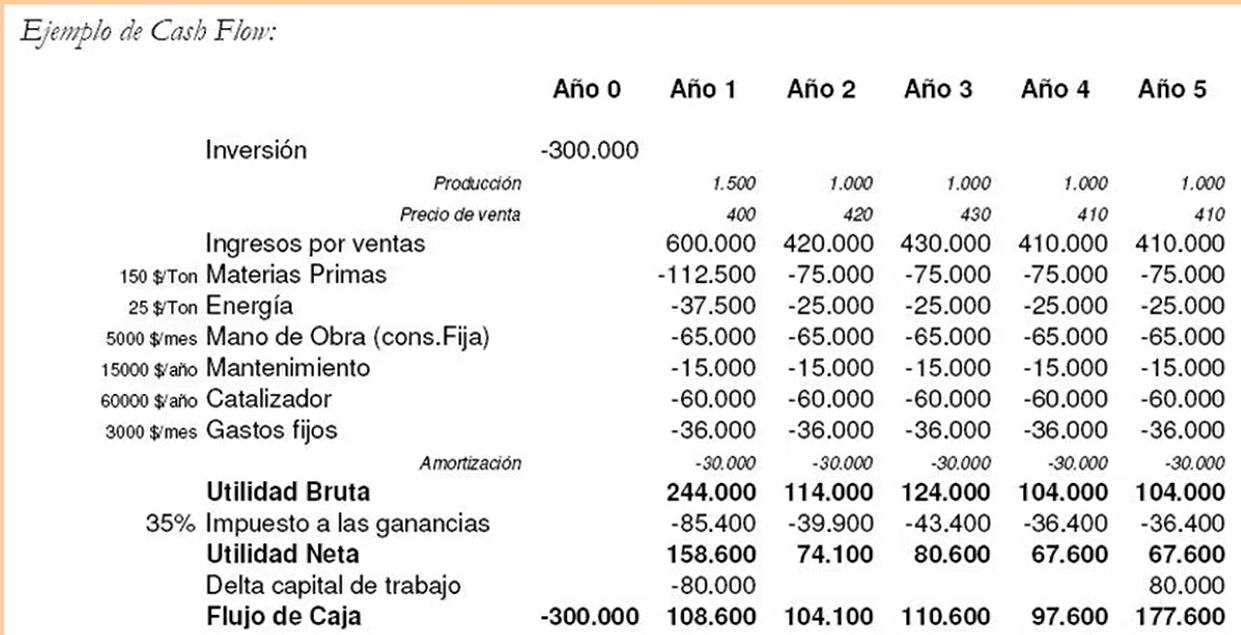 Ejemplo de Cash Flow:
Año 0 Año 1 Año 2 Año 3 Año 4 Año 5
Inversión -300.000
Producción 1.500 1.000 1.000 1.000 1.000
Precio de venta 400 420 430 410 410
Ingresos por ventas 600.000 420.000 430.000 410.000 410.000
150 $/Ton Materias Primas -112.500 -75.000 -75.000 -75.000 -75.000
25 $/Ton Energía -37.500 -25.000 -25.000 -25.000 -25.000
5000 $/mes Mano de Obra (cons.Fija) -65.000 -65.000 -65.000 -65.000 -65.000
15000 $/año Mantenimiento -15.000 -15.000 -15.000 -15.000 -15.000
60000 $/año Catalizador -60.000 -60.000 -60.000 -60.000 -60.000
3000 $/mes Gastos fijos -36.000 -36.000 -36.000 -36.000 -36.000
Amortización -30.000 -30.000 -30.000 -30.000 -30.000
Utilidad Bruta 244.000 114.000 124.000 104.000 104.000
35% Impuesto a las ganancias -85.400 -39.900 -43.400 -36.400 -36.400
Utilidad Neta 158.600 74.100 80.600 67.600 67.600
Delta capital de trabajo -80.000 80.000
Flujo de Caja -300.000 108.600 104.100 110.600 97.600 177.600